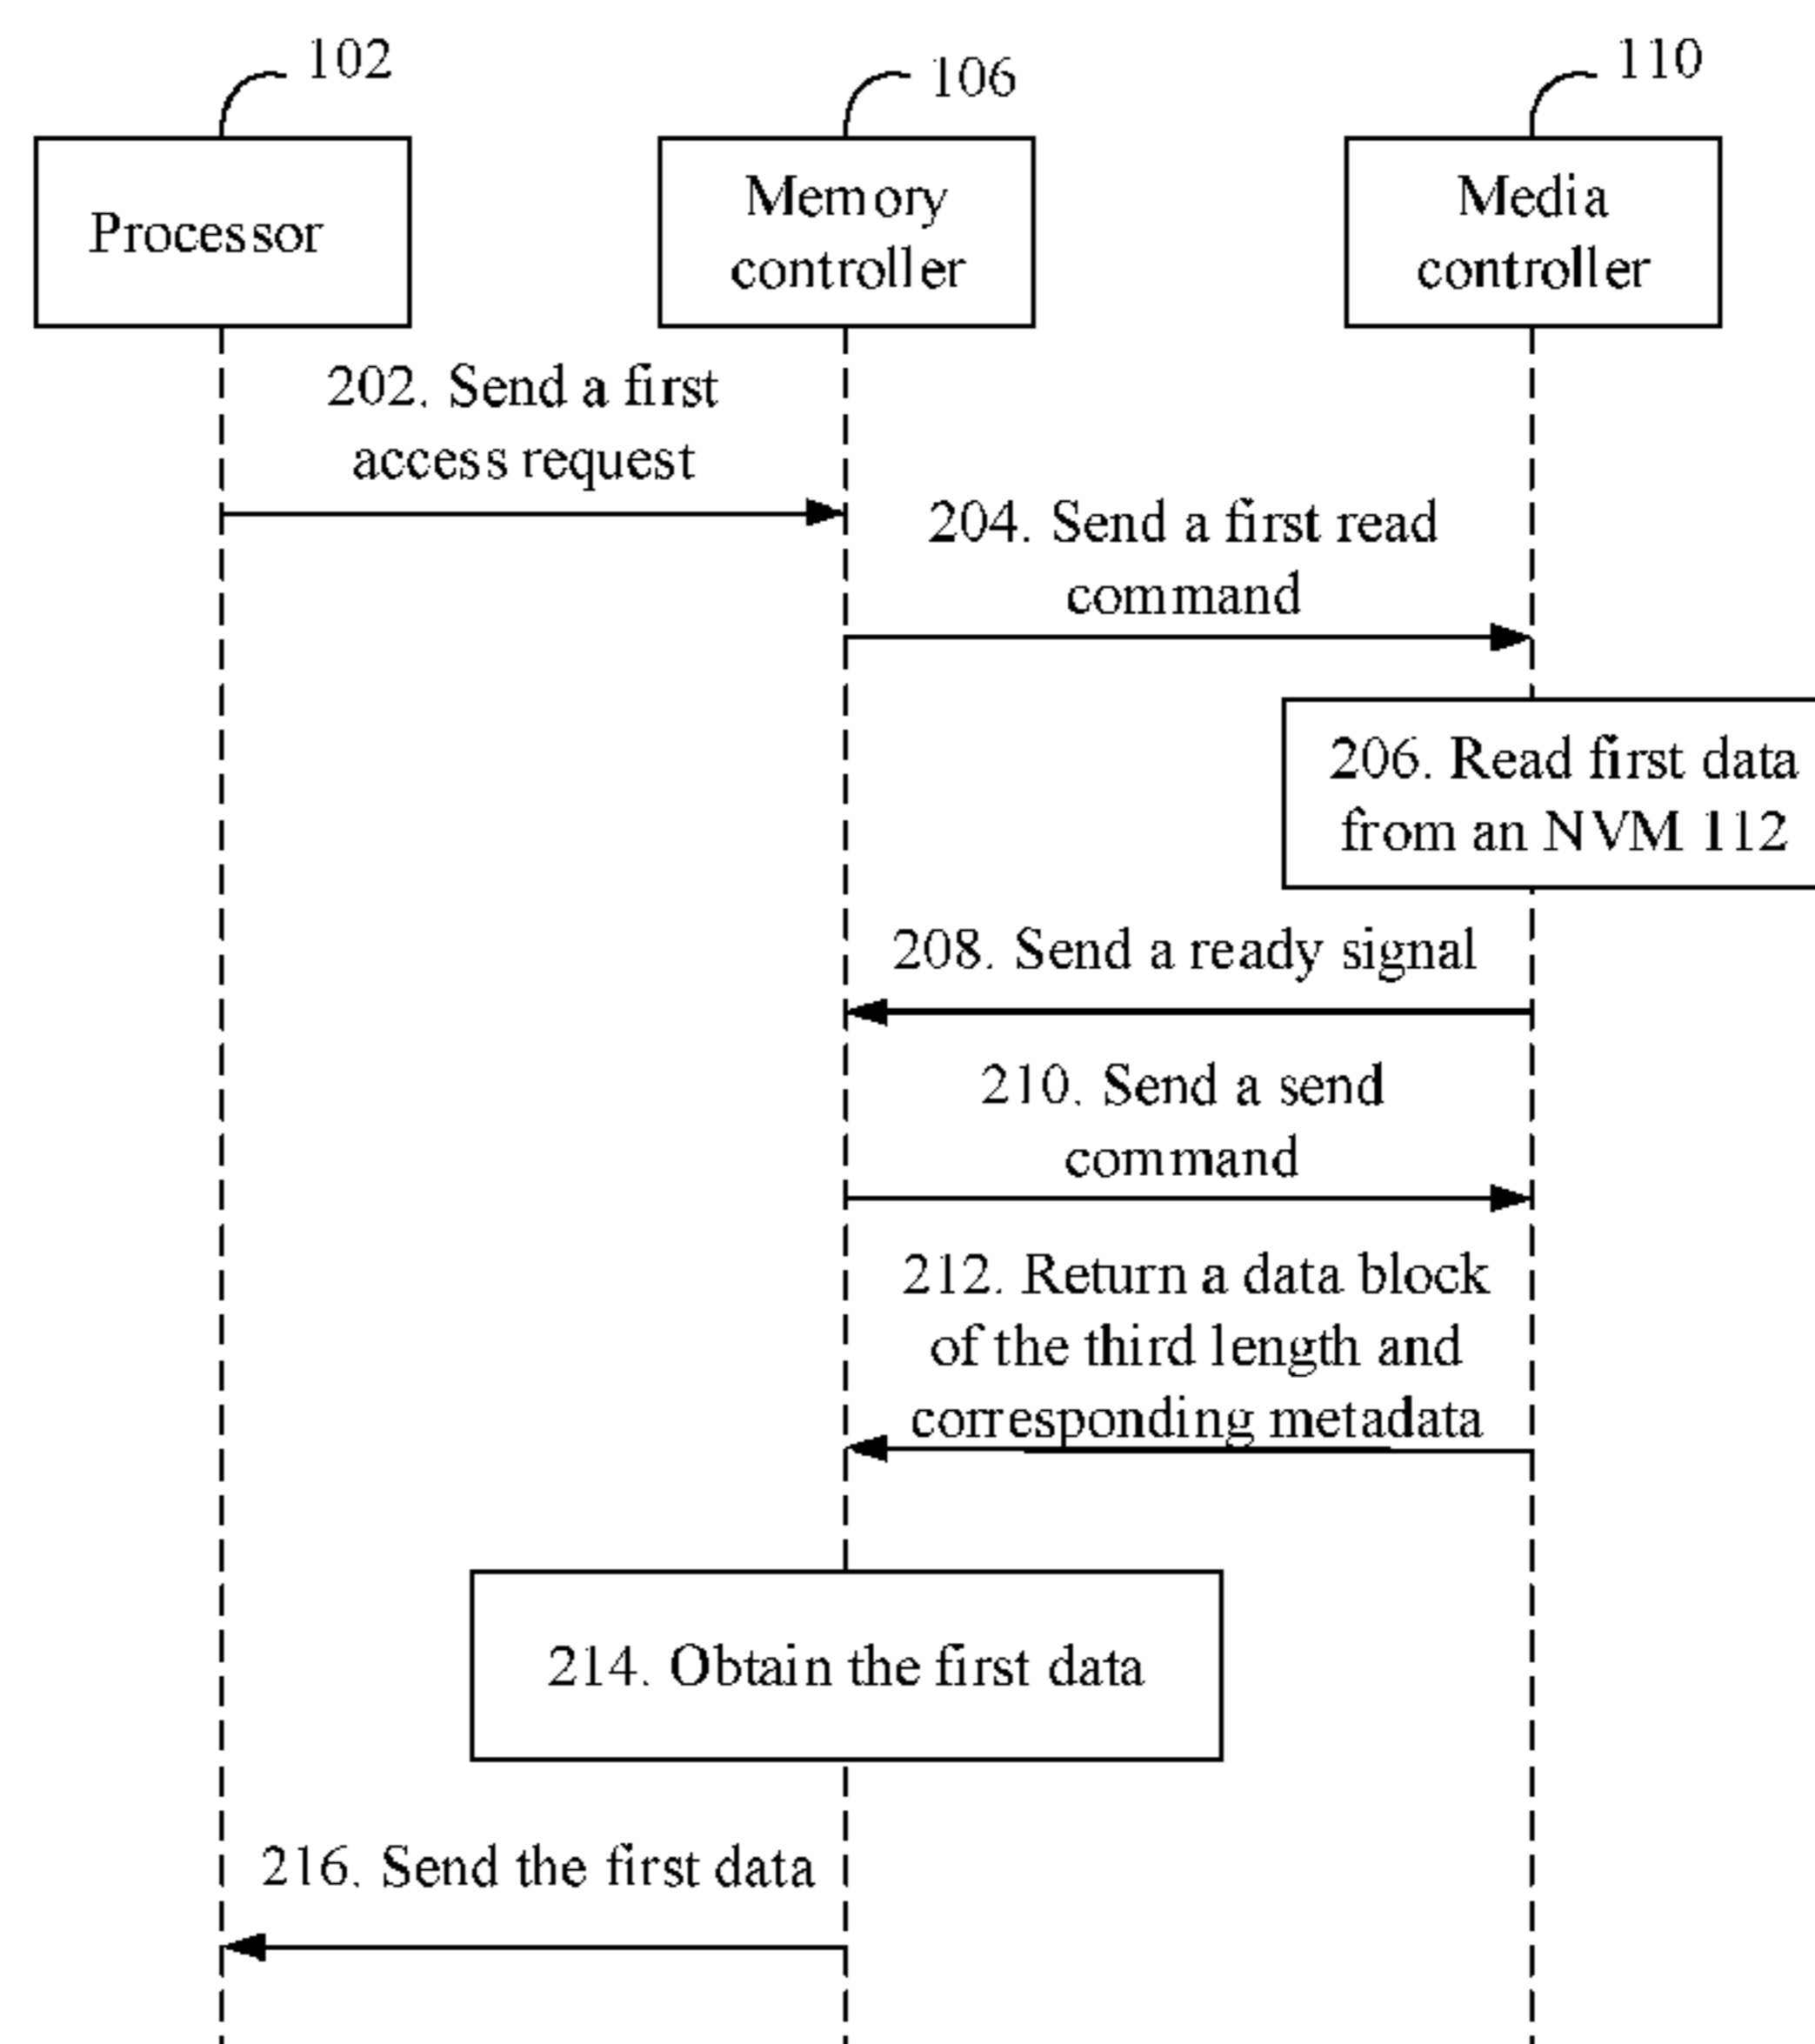 102
106
110
Processor
Memory
controller
Media
controller
202. Send a first
access request
204. Send a first read
command
206. Read first data
from an NVM 112
208. Send a ready signal
210. Send a send
command
212. Return a data block
of the third length and
corresponding metadata
214. Obtain the first data
216. Send the first data